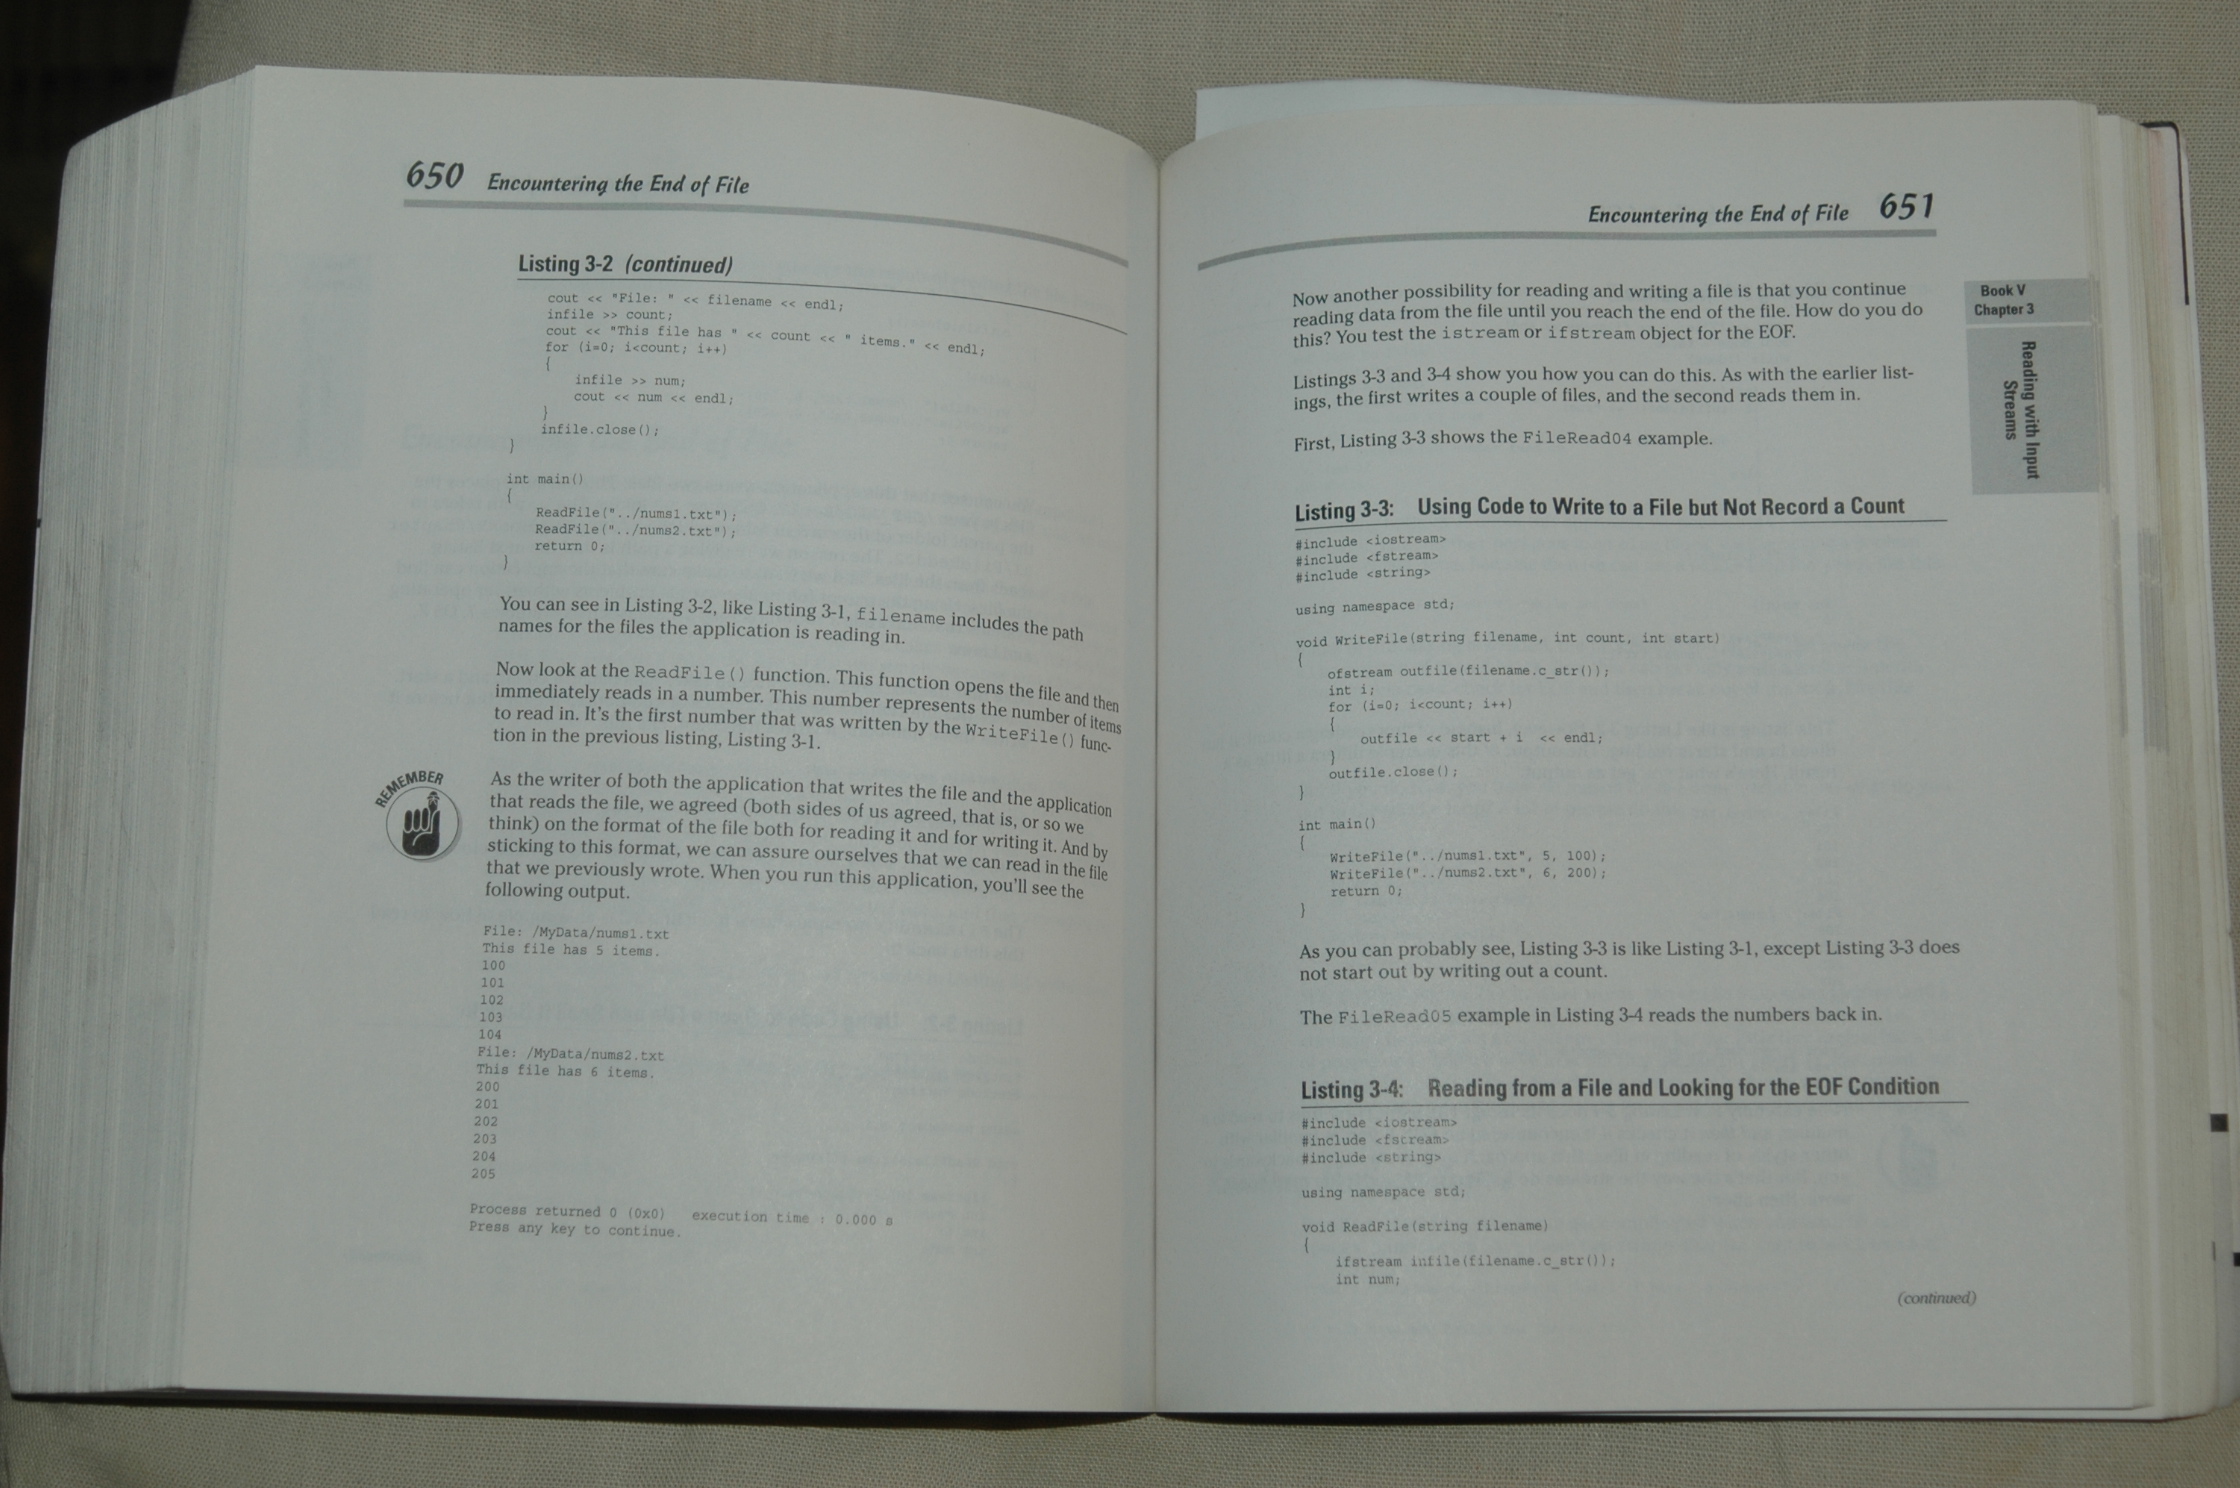 650 Encountering the End of File
Listing 3-2 (continued)
cout << "File: " << filename << endl;
infile >> count;
cout << "This file has " << count << " items." << endl;
for (i=0; i<count; i++)
{
infile >> num;
cout << num << endl;
}
infile.close();
}
int main()
{
ReadFile("../nums1.txt");
ReadFile("../nums2.txt");
return 0;
}
You can see in Listing 3-2, like Listing 3-1, filename includes the path
names for the files the application is reading in.
Now look at the ReadFile() function. This function opens the file and then
immediately reads in a number. This number represents the number of items
to read in. It's the first number that was written by the WriteFile() func-
tion in the previous listing, Listing 3-1.
REMEMBER
As the writer of both the application that writes the file and the application
that reads the file, we agreed (both sides of us agreed, that is, or so we
think) on the format of the file both for reading it and for writing it. And by
sticking to this format, we can assure ourselves that we can read in the file
that we previously wrote. When you run this application, you'll see the
following output.
File: /MyData/nums1.txt
This file has 5 items.
100
101
102
103
104
File: /MyData/nums2.txt
This file has 6 items.
200
201
202
203
204
205
Process returned 0 (0x0) execution time : 0.000 s
Press any key to continue.
Encountering the End of File 651
Book V
Chapter 3
Reading with Input
Streams
Now another possibility for reading and writing a file is that you continue
reading data from the file until you reach the end of the file. How do you do
this? You test the istream or ifstream object for the EOF.
Listings 3-3 and 3-4 show you how you can do this. As with the earlier list-
ings, the first writes a couple of files, and the second reads them in.
First, Listing 3-3 shows the FileRead04 example.
Listing 3-3: Using Code to Write to a File but Not Record a Count
#include <iostream>
#include <fstream>
#include <string>
using namespace std;
void WriteFile(string filename, int count, int start)
{
ofstream outfile(filename.c_str());
int i;
for (i=0; i<count; i++)
{
outfile << start + i << endl;
}
outfile.close();
}
int main()
{
WriteFile("../nums1.txt", 5, 100);
WriteFile("../nums2.txt", 6, 200);
return 0;
}
As you can probably see, Listing 3-3 is like Listing 3-1, except Listing 3-3 does
not start out by writing out a count.
The FileRead05 example in Listing 3-4 reads the numbers back in.
Listing 3-4: Reading from a File and Looking for the EOF Condition
#include <iostream>
#include <fstream>
#include <string>
using namespace std;
void ReadFile(string filename)
{
ifstream infile(filename.c_str());
int num;
(continued)